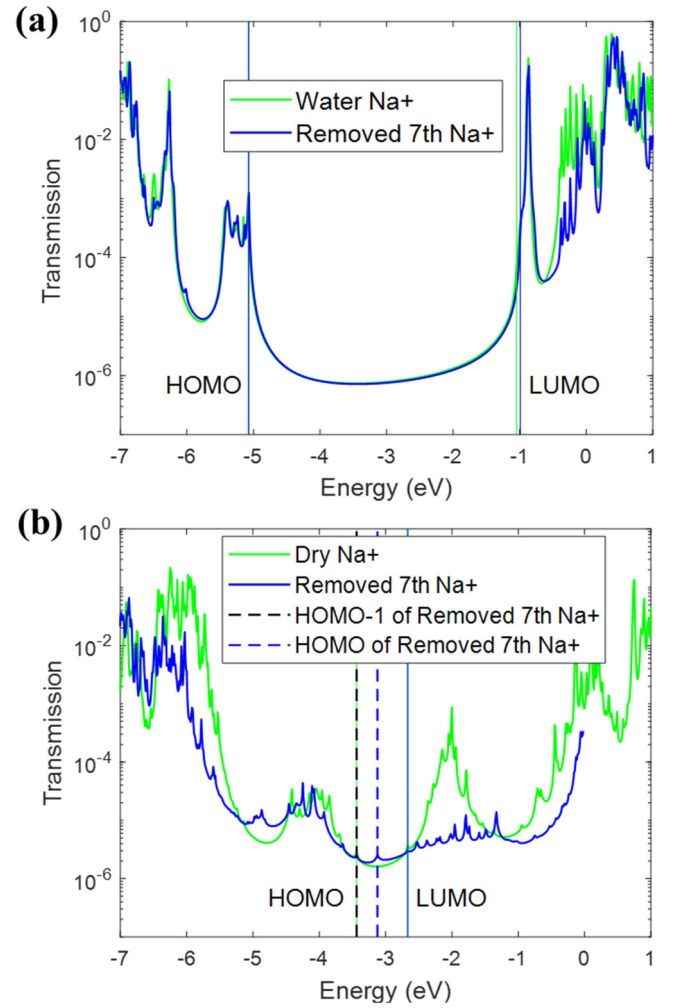 (a)
10^0
10^-2
10^-4
10^-6
Transmission
Water Na+
Removed 7th Na+
HOMO
LUMO
-7 -6 -5 -4 -3 -2 -1 0 1
Energy (eV)
(b)
10^0
10^-2
10^-4
10^-6
Transmission
Dry Na+
Removed 7th Na+
HOMO-1 of Removed 7th Na+
HOMO of Removed 7th Na+
HOMO
LUMO
-7 -6 -5 -4 -3 -2 -1 0 1
Energy (eV)